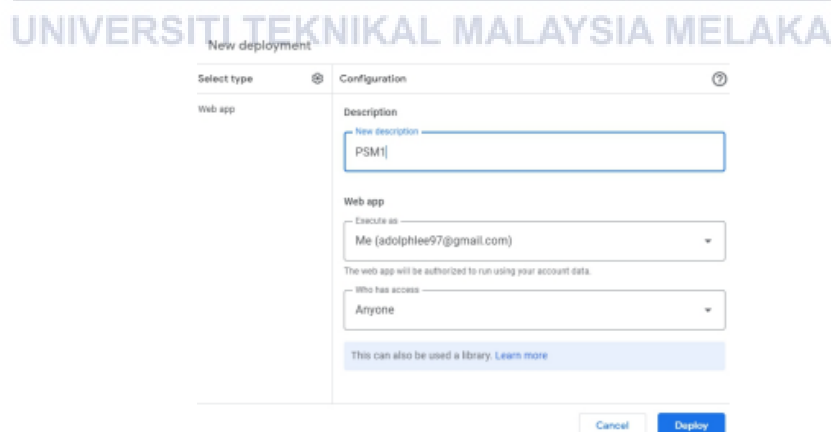 UNIVERSITI TEKNIKAL MALAYSIA MELAKA
New deployment
Select type
Configuration
Web app
Description
New description
PSM1
Web app
Execute as
Me (adolphlee97@gmail.com)
The web app will be authorized to run using your account data.
Who has access
Anyone
This can also be used a library. Learn more
Cancel
Deploy